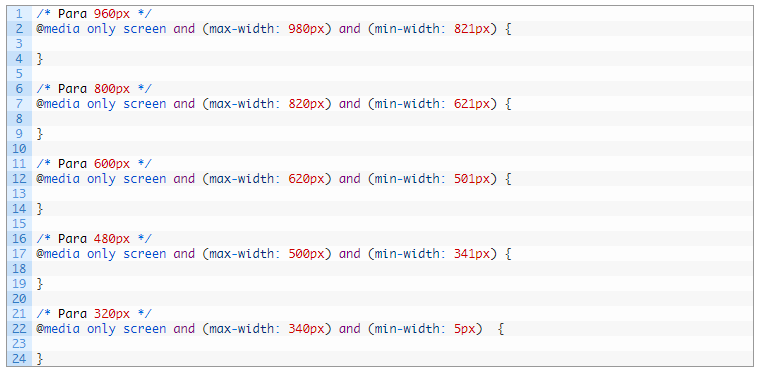 1 /* Para 960px */
2 @media only screen and (max-width: 980px) and (min-width: 821px) {
3
4 }
5
6 /* Para 800px */
7 @media only screen and (max-width: 820px) and (min-width: 621px) {
8
9 }
10
11 /* Para 600px */
12 @media only screen and (max-width: 620px) and (min-width: 501px) {
13
14 }
15
16 /* Para 480px */
17 @media only screen and (max-width: 500px) and (min-width: 341px) {
18
19 }
20
21 /* Para 320px */
22 @media only screen and (max-width: 340px) and (min-width: 5px)  {
23
24 }